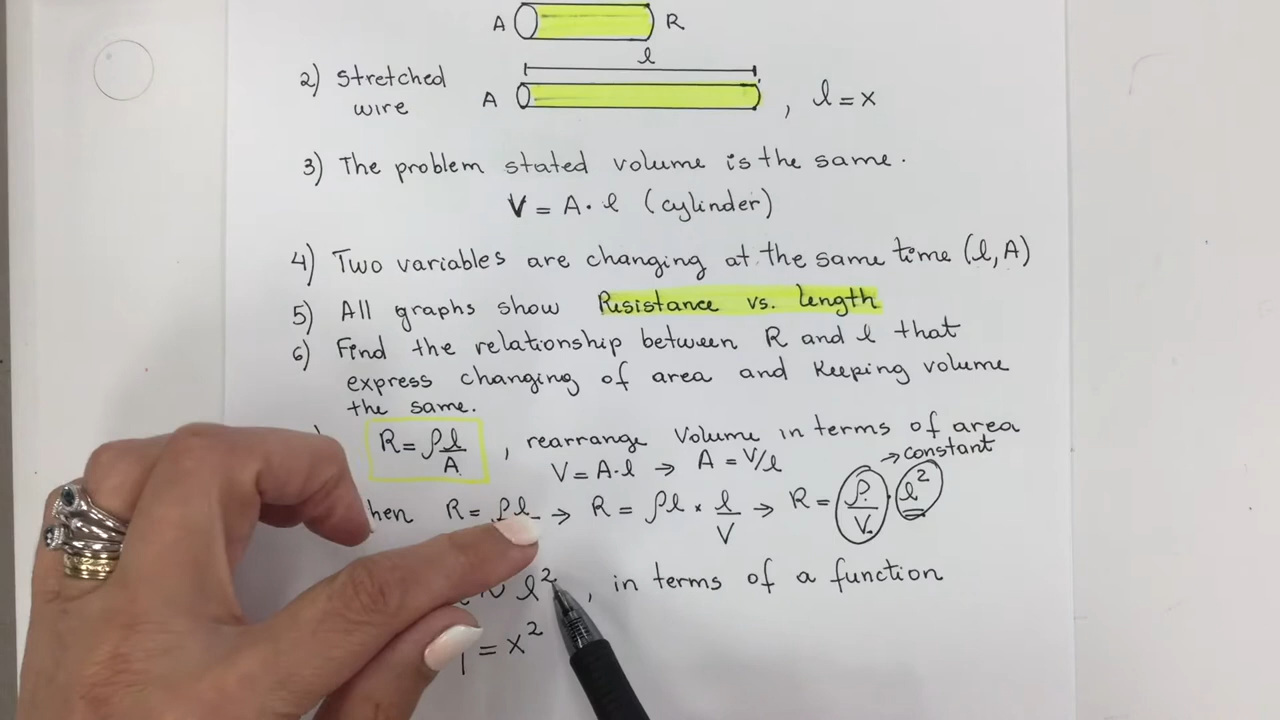 A R
l
2) Stretched wire A , l = x
3) The problem stated volume is the same.
V = A · l (cylinder)
4) Two variables are changing at the same time (l, A)
5) All graphs show Resistance vs. length
6) Find the relationship between R and l that
express changing of area and keeping volume
the same.
R = ρl/A , rearrange Volume in terms of area
V = A·l → A = V/l → constant
hen R = ρl → R = ρl × l/V → R = ρ/V · l²
l² , in terms of a function
= x²